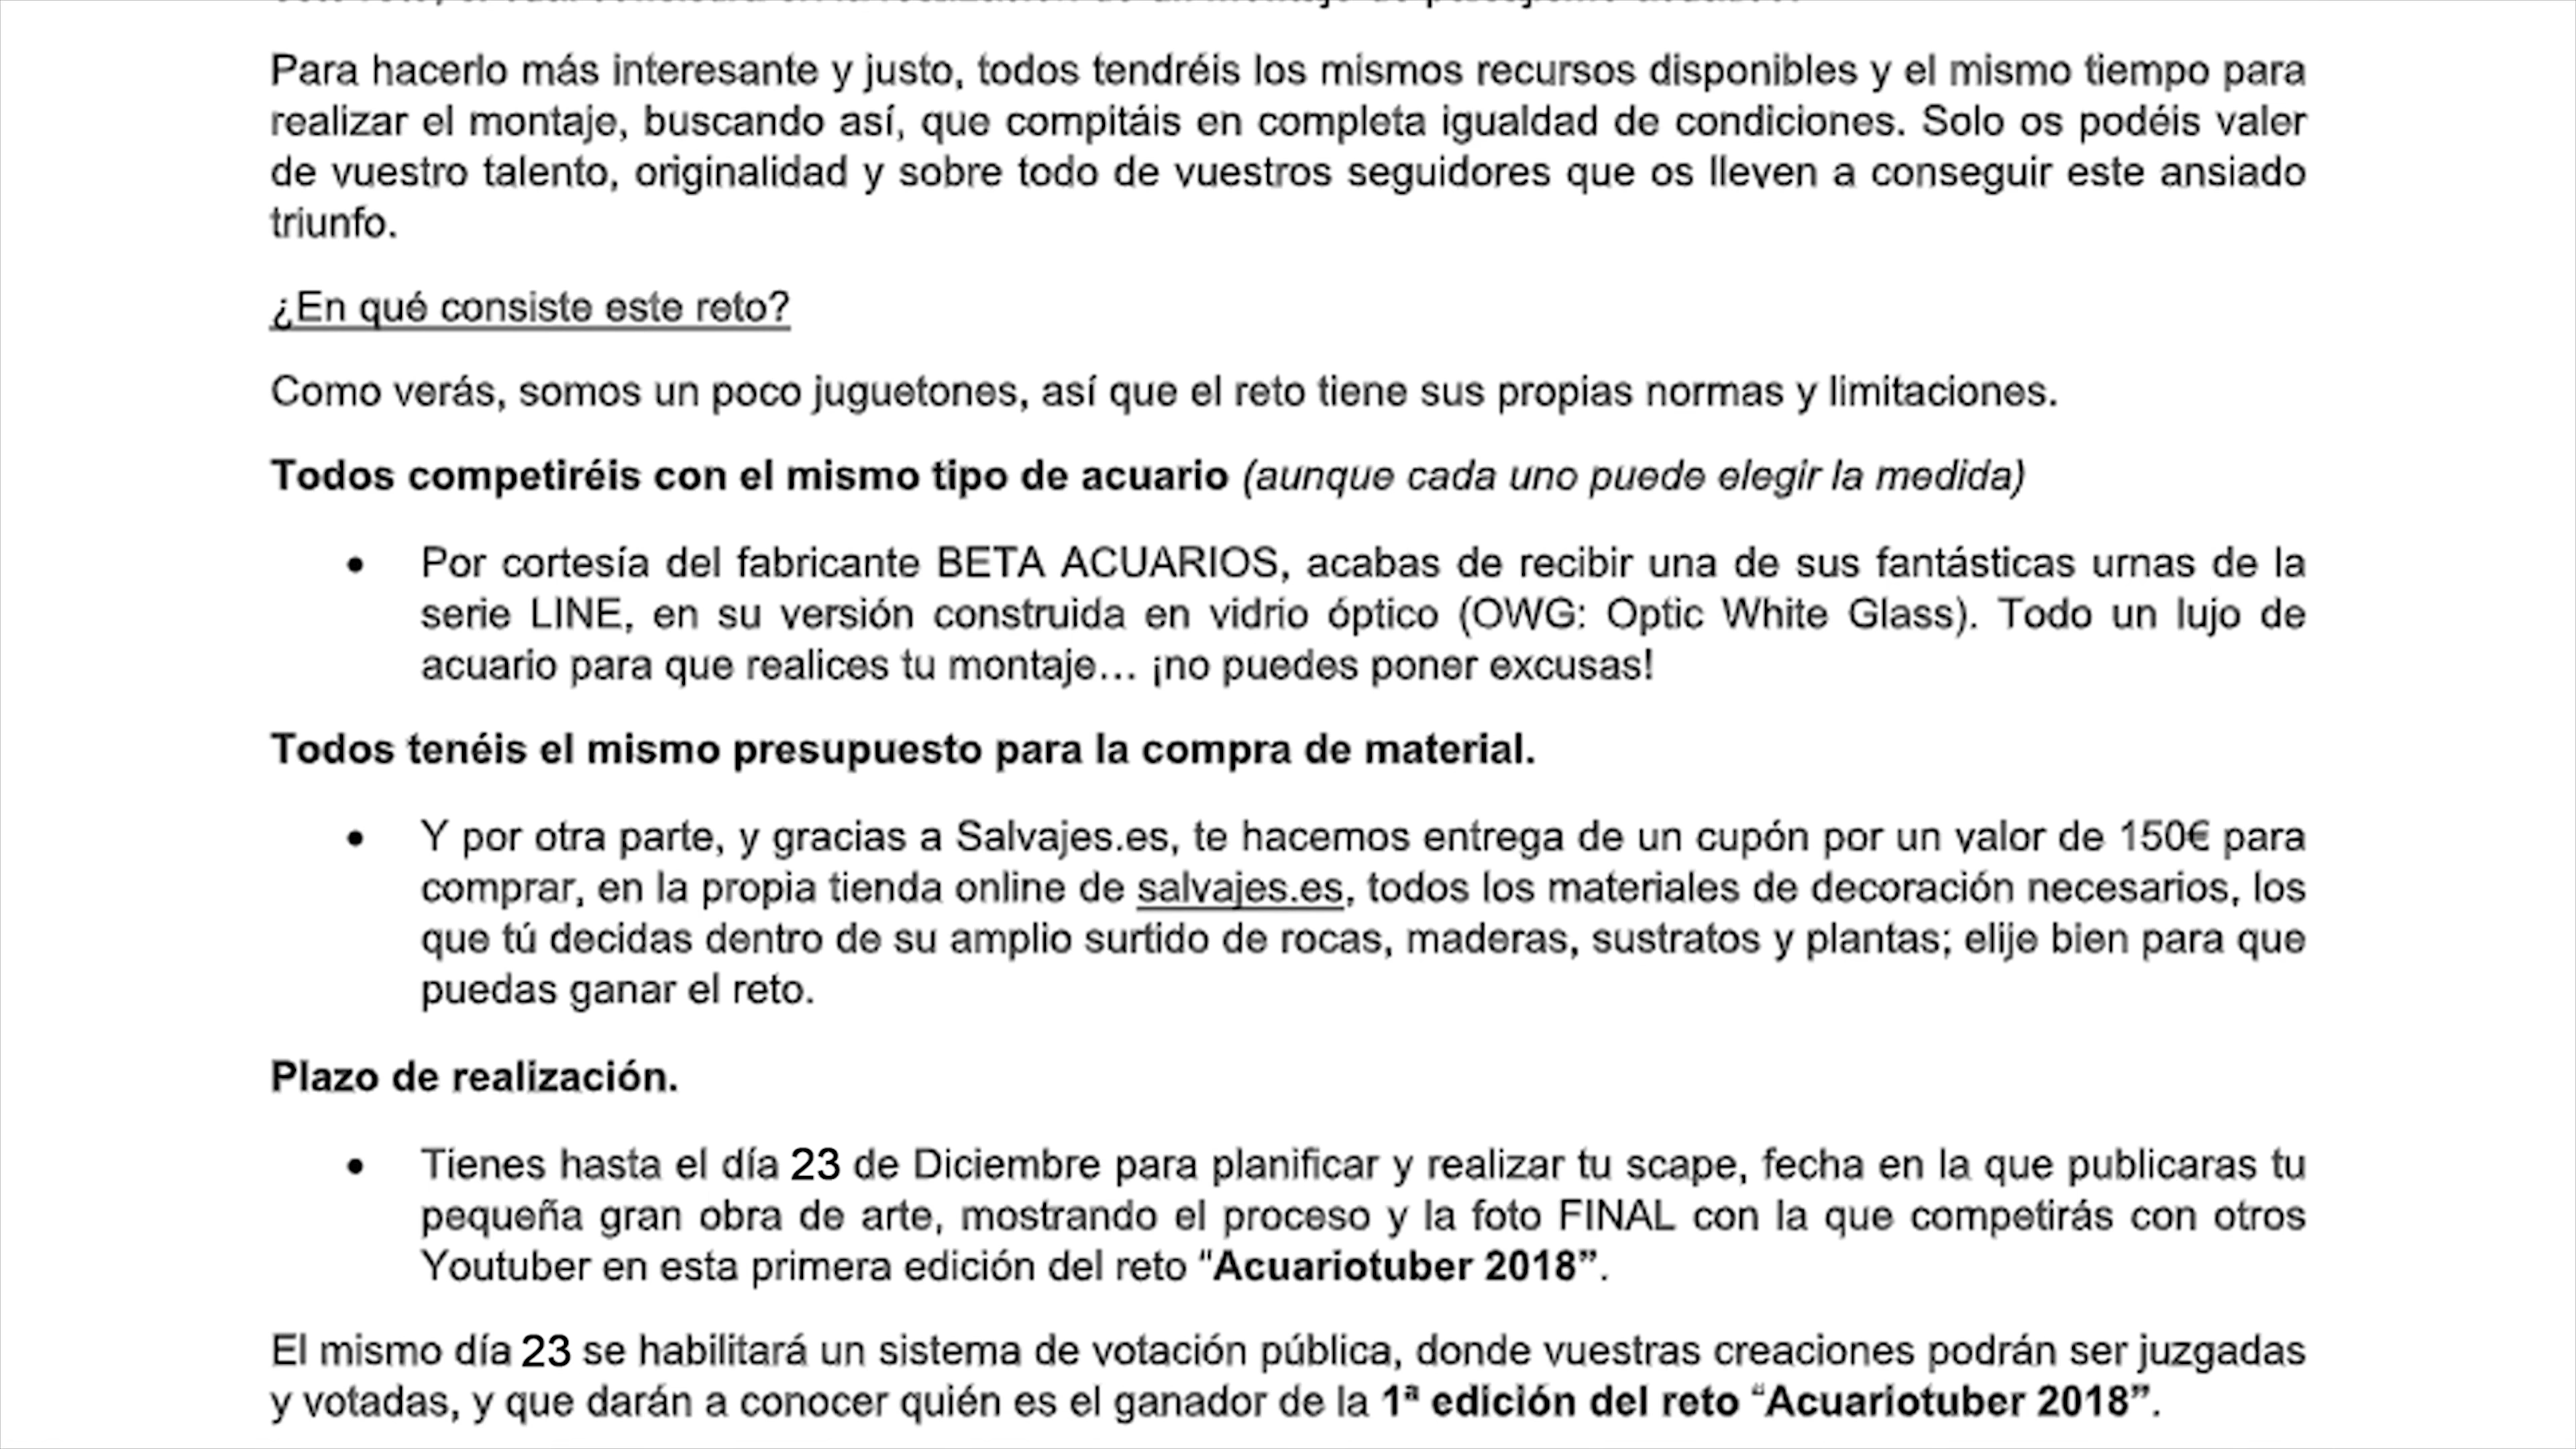 Para hacerlo más interesante y justo, todos tendréis los mismos recursos disponibles y el mismo tiempo para
realizar el montaje, buscando así, que compitáis en completa igualdad de condiciones. Solo os podéis valer
de vuestro talento, originalidad y sobre todo de vuestros seguidores que os lleven a conseguir este ansiado
triunfo.
¿En qué consiste este reto?
Como verás, somos un poco juguetones, así que el reto tiene sus propias normas y limitaciones.
Todos competiréis con el mismo tipo de acuario (aunque cada uno puede elegir la medida)
• Por cortesía del fabricante BETA ACUARIOS, acabas de recibir una de sus fantásticas urnas de la
serie LINE, en su versión construida en vidrio óptico (OWG: Optic White Glass). Todo un lujo de
acuario para que realices tu montaje… ¡no puedes poner excusas!
Todos tenéis el mismo presupuesto para la compra de material.
• Y por otra parte, y gracias a Salvajes.es, te hacemos entrega de un cupón por un valor de 150€ para
comprar, en la propia tienda online de salvajes.es, todos los materiales de decoración necesarios, los
que tú decidas dentro de su amplio surtido de rocas, maderas, sustratos y plantas; elije bien para que
puedas ganar el reto.
Plazo de realización.
• Tienes hasta el día 23 de Diciembre para planificar y realizar tu scape, fecha en la que publicaras tu
pequeña gran obra de arte, mostrando el proceso y la foto FINAL con la que competirás con otros
Youtuber en esta primera edición del reto “Acuariotuber 2018”.
El mismo día 23 se habilitará un sistema de votación pública, donde vuestras creaciones podrán ser juzgadas
y votadas, y que darán a conocer quién es el ganador de la 1ª edición del reto “Acuariotuber 2018”.